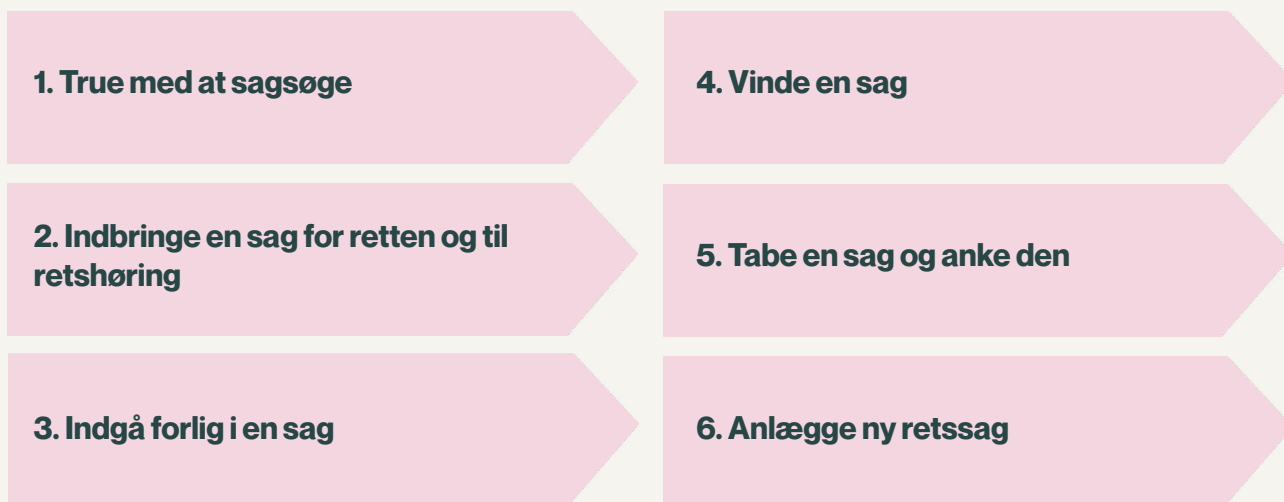 1. True med at sagsøge
2. Indbringe en sag for retten og til
retshøring
3. Indgå forlig i en sag
4. Vinde en sag
5. Tabe en sag og anke den
6. Anlægge ny retssag